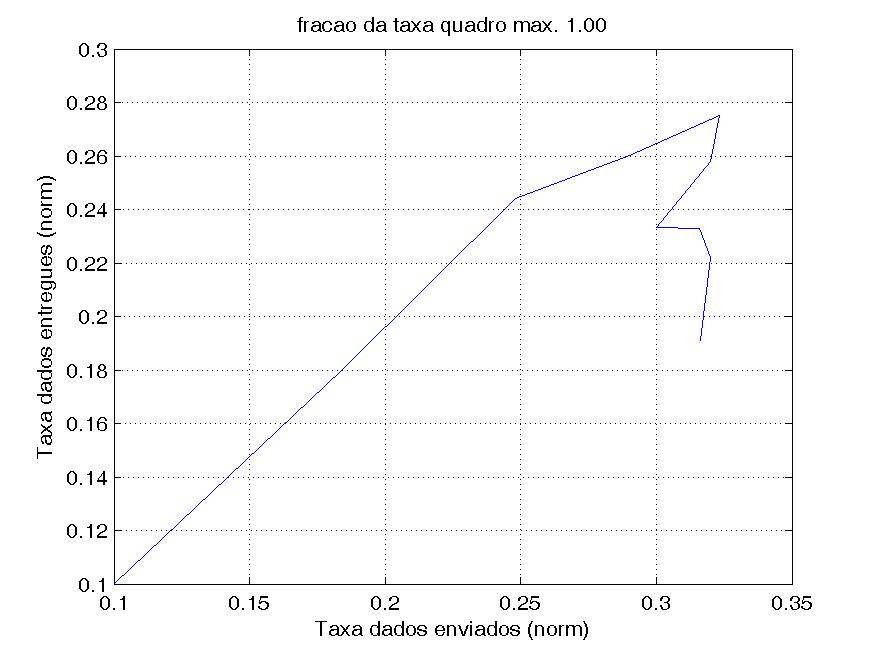 fracao da taxa quadro max. 1.00
0.3
0.28
0.26
0.24
0.22
0.2
0.18
0.16
0.14
0.12
0.1
Taxa dados entregues (norm)
0.1 0.15 0.2 0.25 0.3 0.35
Taxa dados enviados (norm)